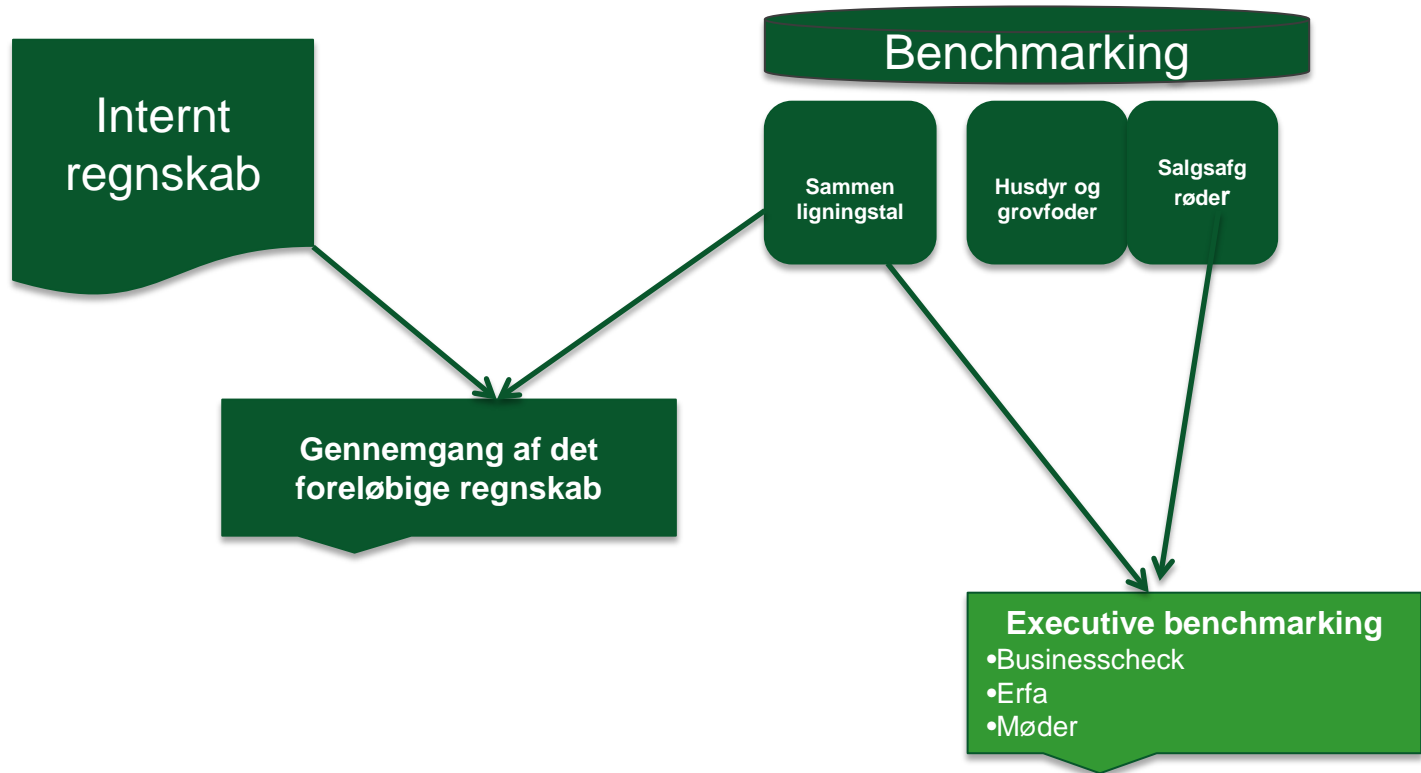 Internt
regnskab
Benchmarking
Sammen
ligningstal
Husdyr og
grovfoder
Salgsafg
røder
Gennemgang af det
foreløbige regnskab
Executive benchmarking
•Businesscheck
•Erfa
•Møder